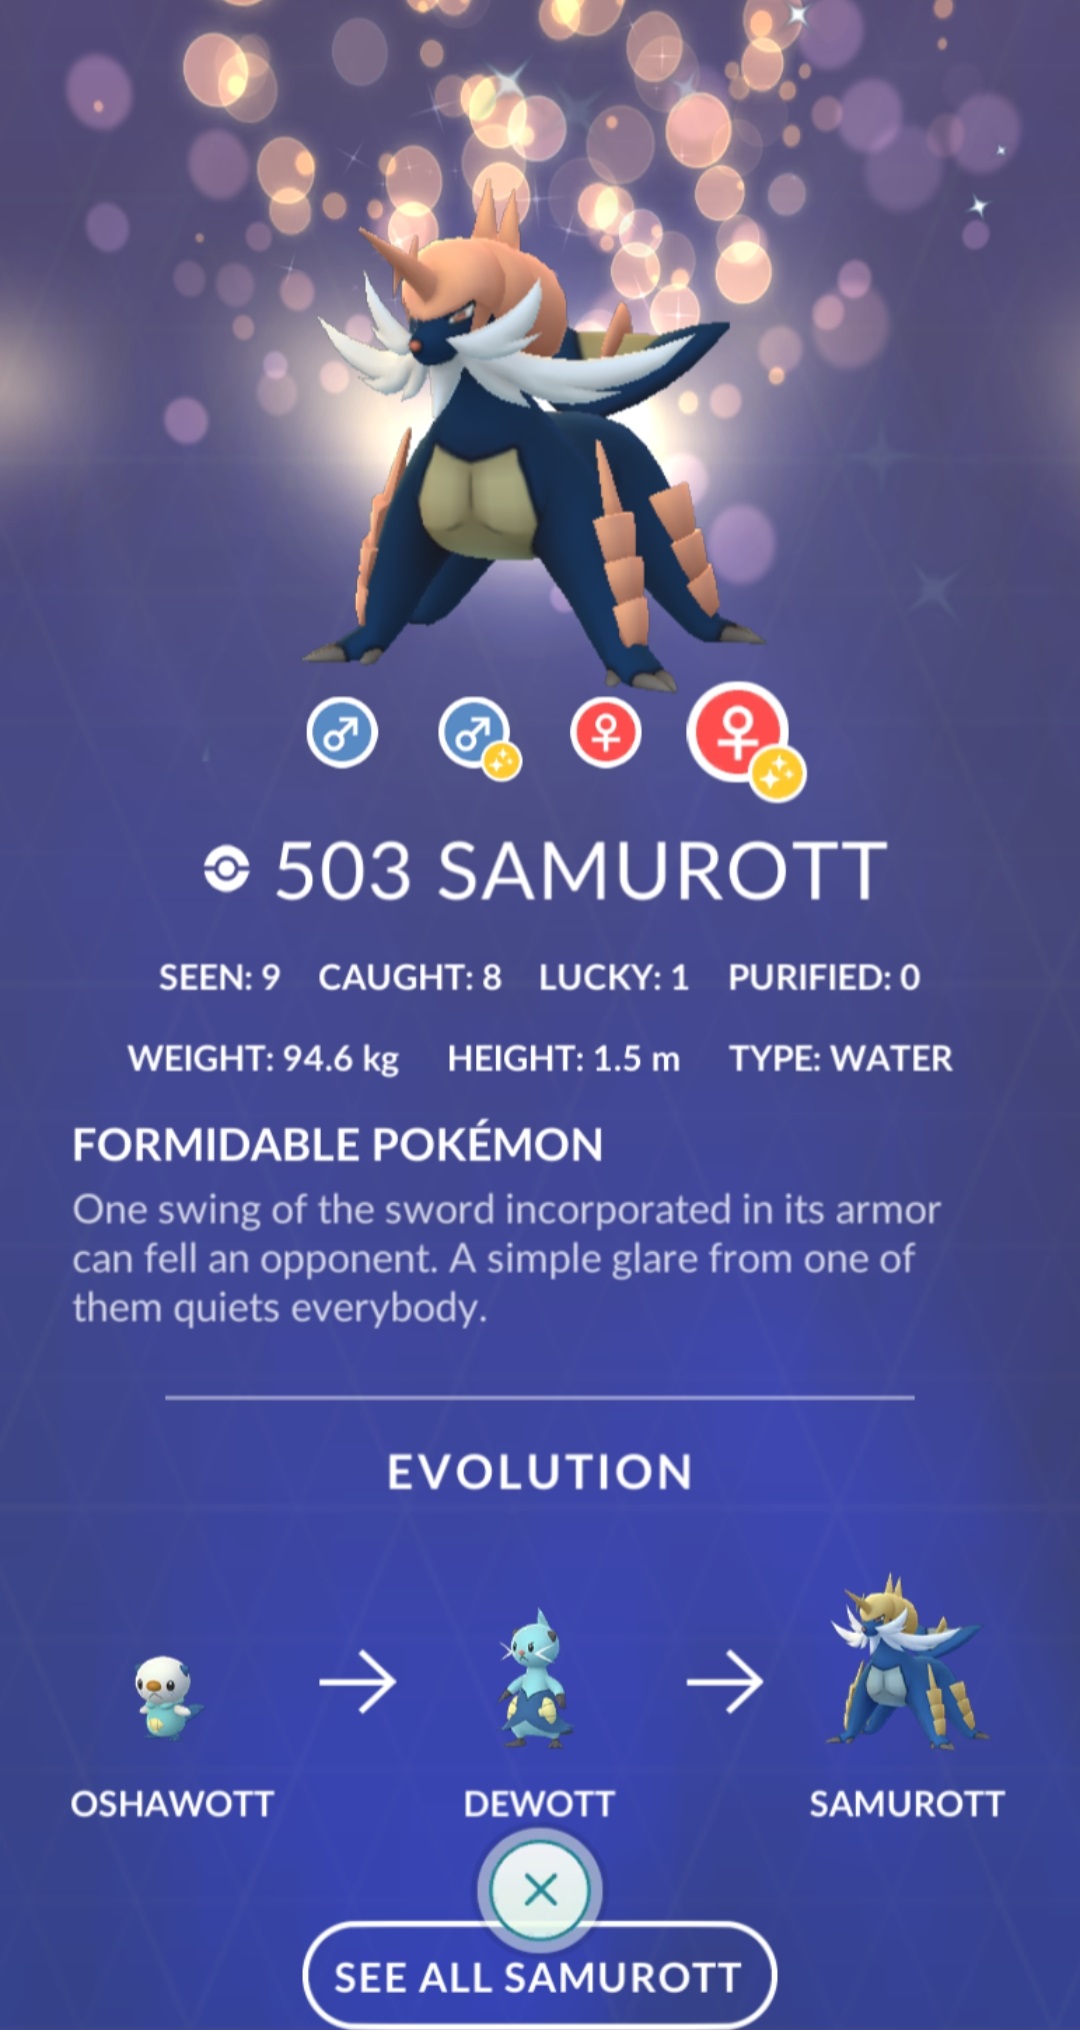 503 SAMUROTT
SEEN: 9 CAUGHT: 8 LUCKY: 1 PURIFIED: 0
WEIGHT: 94.6 kg HEIGHT: 1.5 m TYPE: WATER
FORMIDABLE POKÉMON
One swing of the sword incorporated in its armor
can fell an opponent. A simple glare from one of
them quiets everybody.
EVOLUTION
OSHAWOTT DEWOTT SAMUROTT
SEE ALL SAMUROTT